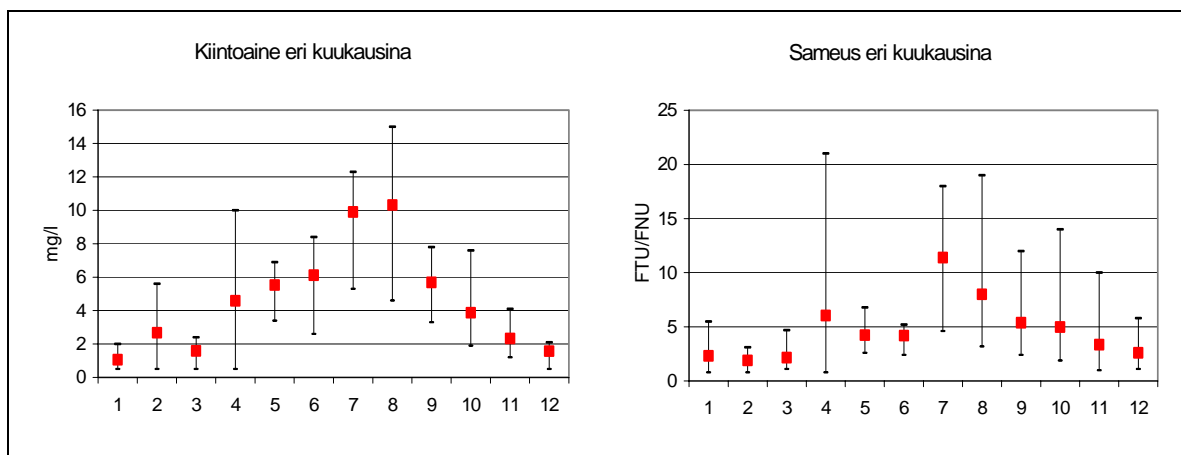 Kiintoaine eri kuukausina
mg/l
16
14
12
10
8
6
4
2
0
1 2 3 4 5 6 7 8 9 10 11 12
Sameus eri kuukausina
FTU/FNU
25
20
15
10
5
0
1 2 3 4 5 6 7 8 9 10 11 12